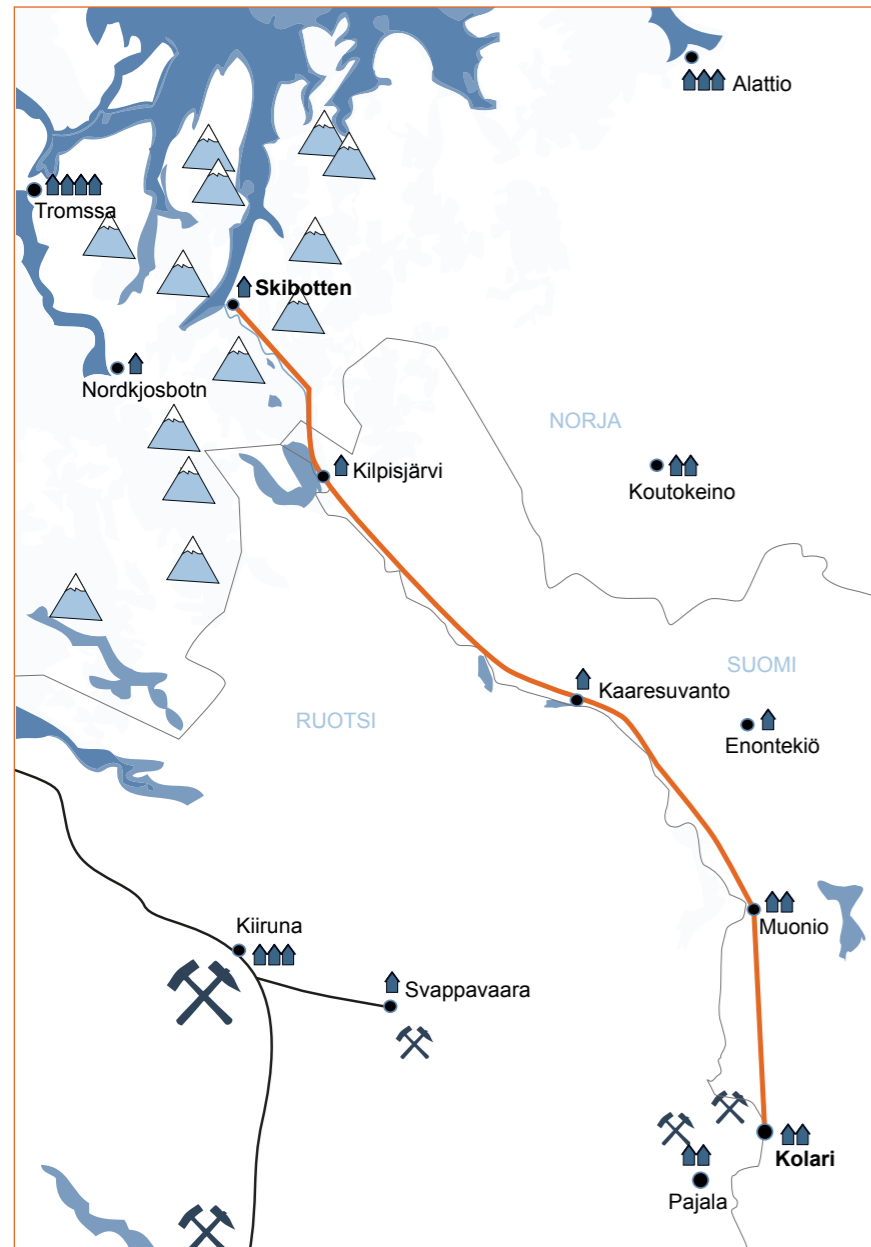 Alattio
Tromssa
Skibotten
Nordkjosbotn
NORJA
Kilpisjärvi
Koutokeino
SUOMI
Kaaresuvanto
RUOTSI
Enontekiö
Kiiruna
Muonio
Svappavaara
Kolari
Pajala